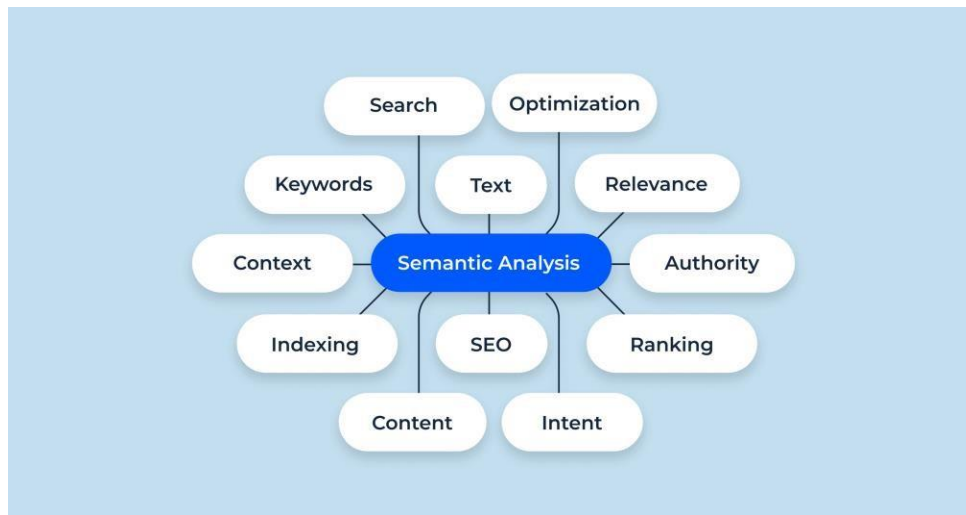 Search
Optimization
Keywords
Text
Relevance
Context
Semantic Analysis
Authority
Indexing
SEO
Ranking
Content
Intent